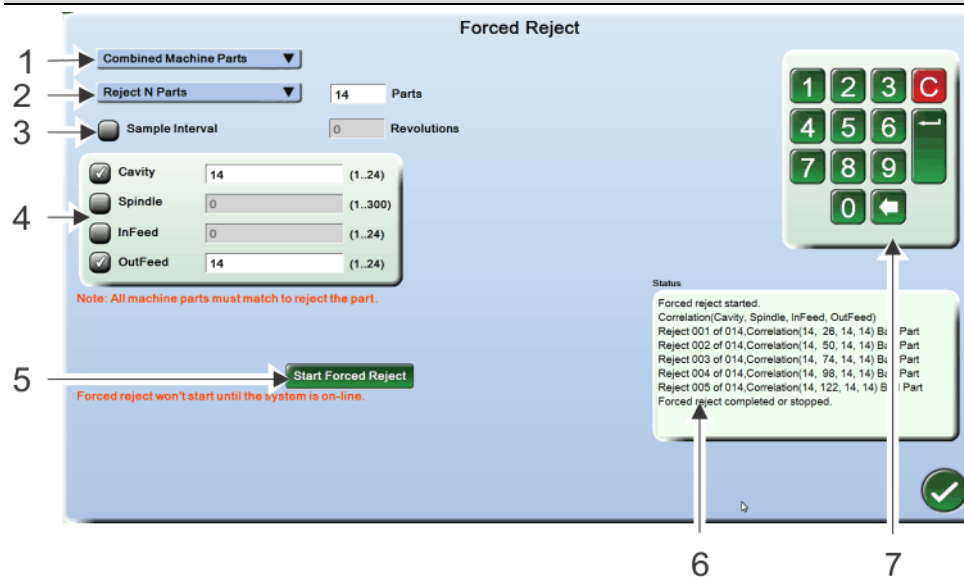 Forced Reject
1
Combined Machine Parts
2
Reject N Parts
14 Parts
3
Sample Interval
0 Revolutions
4
Cavity 14 (1..24)
Spindle 0 (1..300)
InFeed 0 (1..24)
OutFeed 14 (1..24)
Note: All machine parts must match to reject the part.
5
Start Forced Reject
Forced reject won't start until the system is on-line.
1 2 3 C
4 5 6
7 8 9
0
Status
Forced reject started.
Correlation(Cavity, Spindle, InFeed, OutFeed)
Reject 001 of 014,Correlation(14, 26, 14, 14) Part
Reject 002 of 014,Correlation(14, 50, 14, 14) Part
Reject 003 of 014,Correlation(14, 74, 14, 14) Part
Reject 004 of 014,Correlation(14, 98, 14, 14) Part
Reject 005 of 014,Correlation(14, 122, 14, 14) Part
Forced reject completed or stopped.
6
7